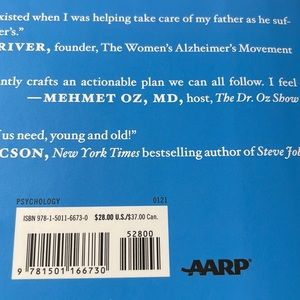 xisted when I was helping take care of my father as he suf-
er's."
RIVER, founder, The Women's Alzheimer's Movement
ntly crafts an actionable plan we can all follow. I feel
—MEHMET OZ, MD, host, The Dr. Oz Show
us need, young and old!"
CSON, New York Times bestselling author of Steve Jo
PSYCHOLOGY 0121
ISBN 978-1-5011-6673-0 $28.00 U.S./$37.00 Can.
52800
9 781501 166730
AARP